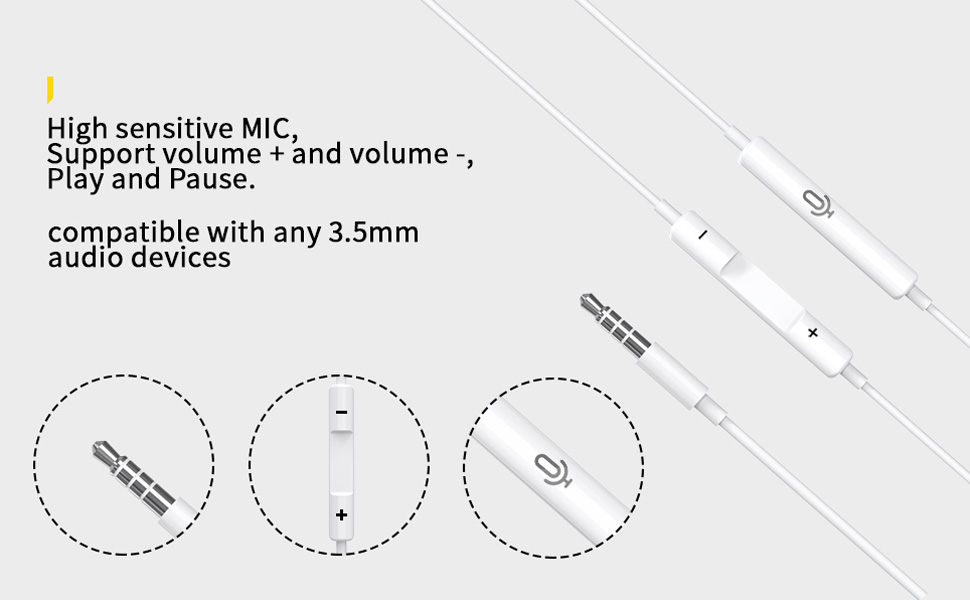 High sensitive MIC,
Support volume + and volume -,
Play and Pause.
compatible with any 3.5mm
audio devices